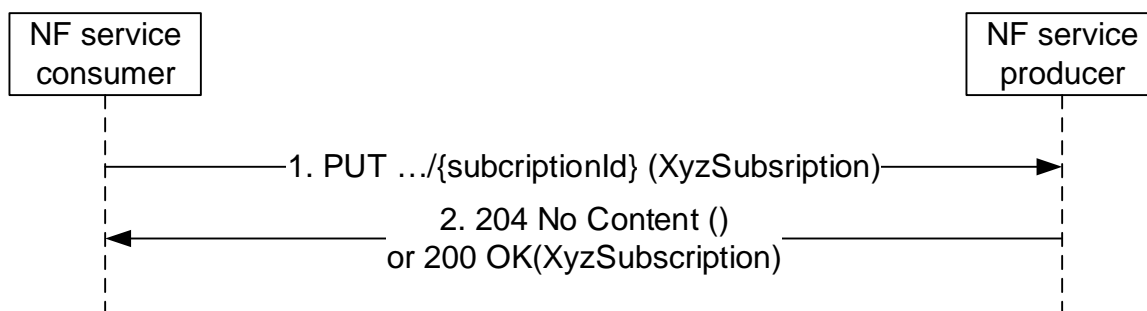 NF service
consumer
NF service
producer
1. PUT …/{subcriptionId} (XyzSubsription)
2. 204 No Content ()
or 200 OK(XyzSubscription)